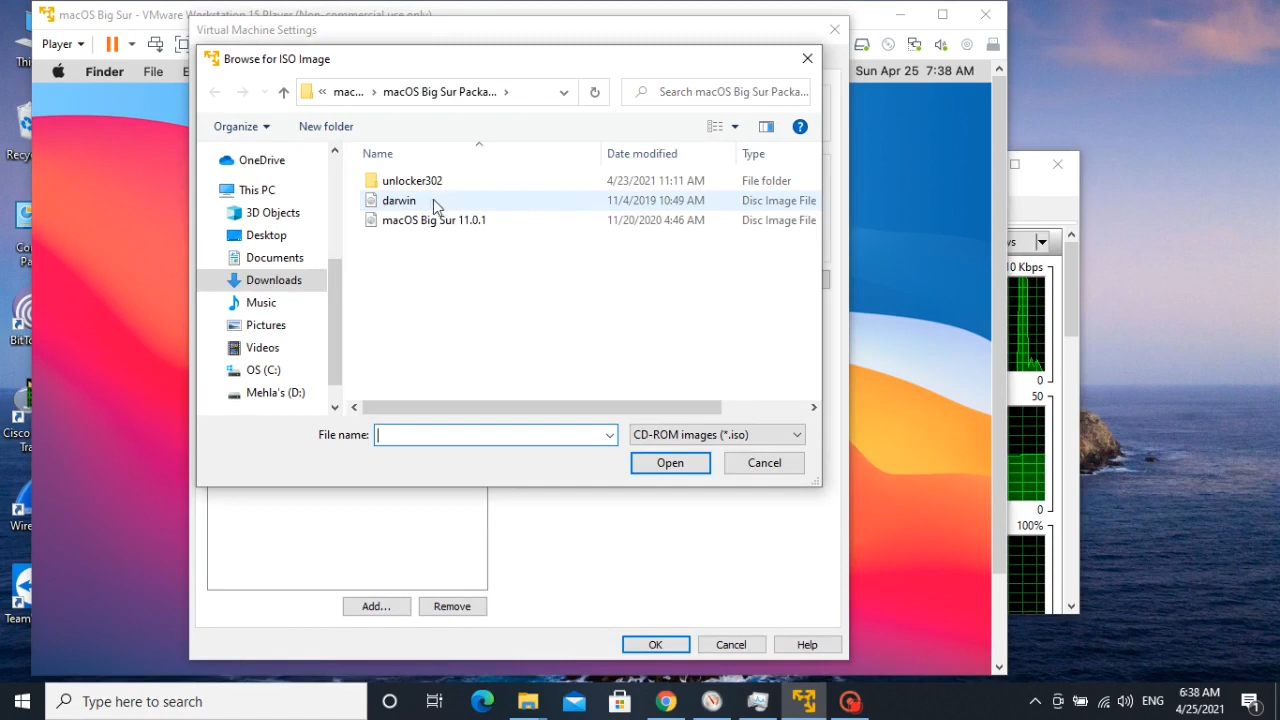 macOS Big Sur - VMware Workstation 15 Player (Non-commercial use only)
Virtual Machine Settings
Player
Browse for ISO Image
Finder File
Sun Apr 25 7:38 AM
« mac... › macOS Big Sur Packa... ›
Search macOS Big Sur Packa...
Organize
New folder
Name
Date modified
Type
OneDrive
This PC
3D Objects
Desktop
Documents
Downloads
Music
Pictures
Videos
OS (C:)
Mehla's (D:)
unlocker302 4/23/2021 11:11 AM File folder
darwin 11/4/2019 10:49 AM Disc Image File
macOS Big Sur 11.0.1 11/20/2020 4:46 AM Disc Image File
File name:
CD-ROM images (*.iso)
Open
Cancel
Add...
Remove
OK
Cancel
Help
10 Kbps
0
50
0
100%
Type here to search
ENG
6:38 AM
4/25/2021
1